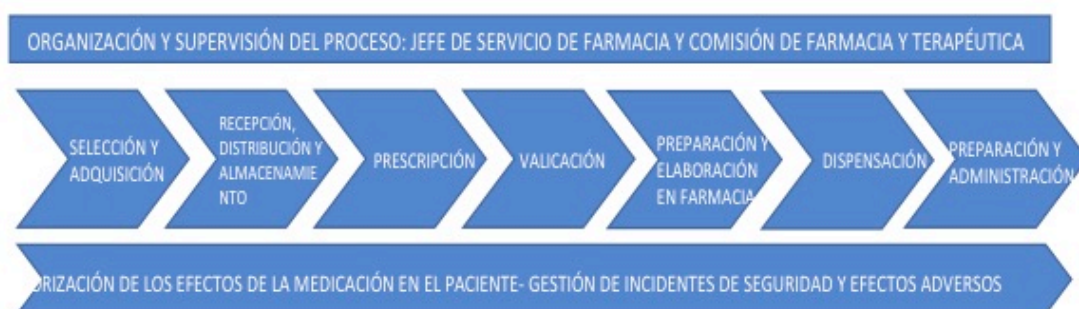 ORGANIZACIÓN Y SUPERVISIÓN DEL PROCESO: JEFE DE SERVICIO DE FARMACIA Y COMISIÓN DE FARMACIA Y TERAPÉUTICA
SELECCIÓN Y
ADQUISICIÓN
RECEPCIÓN,
DISTRIBUCIÓN Y
ALMACENAMIE
NTO
PRESCRIPCIÓN
VALICACIÓN
PREPARACIÓN Y
ELABORACIÓN
EN FARMACIA
DISPENSACIÓN
PREPARACIÓN Y
ADMINISTRACIÓN
ORIZACIÓN DE LOS EFECTOS DE LA MEDICACIÓN EN EL PACIENTE- GESTIÓN DE INCIDENTES DE SEGURIDAD Y EFECTOS ADVERSOS